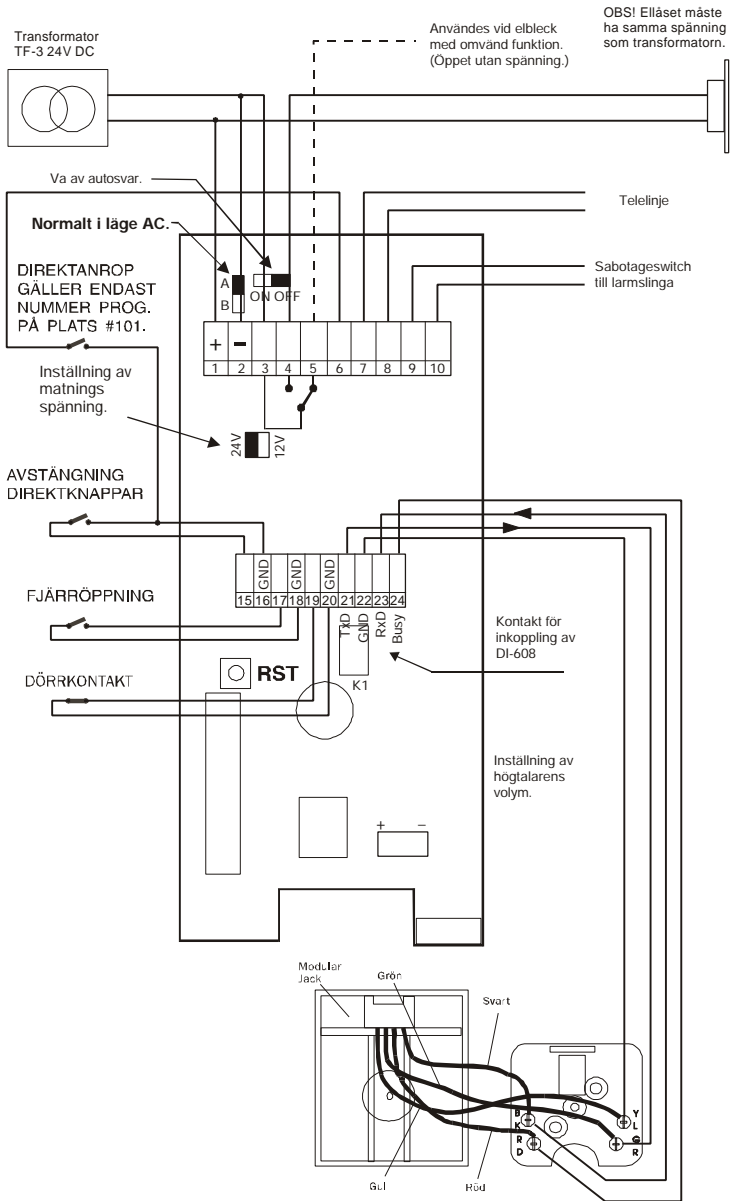 Transformator
TF-3 24V DC
Användes vid elbleck
med omvänd funktion.
(Öppet utan spänning.)
OBS! Ellåset måste
ha samma spänning
som transformatorn.
Va av autosvar.
Normalt i läge AC.
Telelinje
DIREKTANROP
GÄLLER ENDAST
NUMMER PROG.
PÅ PLATS #101.
A
B
ON OFF
Sabotageswitch
till larmslinga
+ −
1 2 3 4 5 6 7 8 9 10
Inställning av
matnings
spänning.
24V
12V
AVSTÄNGNING
DIREKTKNAPPAR
GND GND GND
15 16 17 18 19 20 21 22 23 24
TxD
GND
RxD
Busy
FJÄRRÖPPNING
Kontakt för
inkoppling av
DI-608
RST
K1
DÖRRKONTAKT
Inställning av
högtalarens
volym.
+ −
Modular
Jack
Grön
Svart
B
K
R
D
Y
L
G
R
Gul
Röd